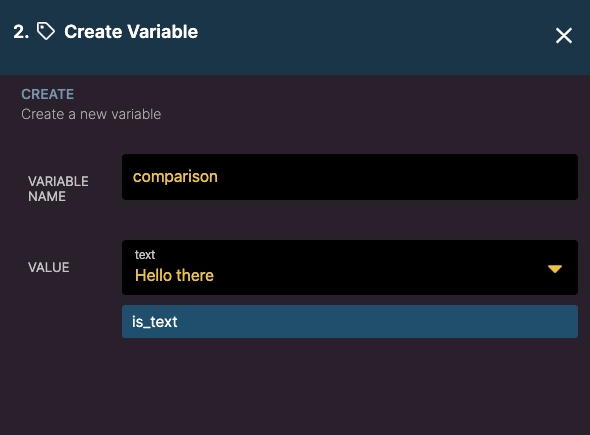 2. Create Variable
CREATE
Create a new variable
VARIABLE
NAME
comparison
VALUE
text
Hello there
is_text